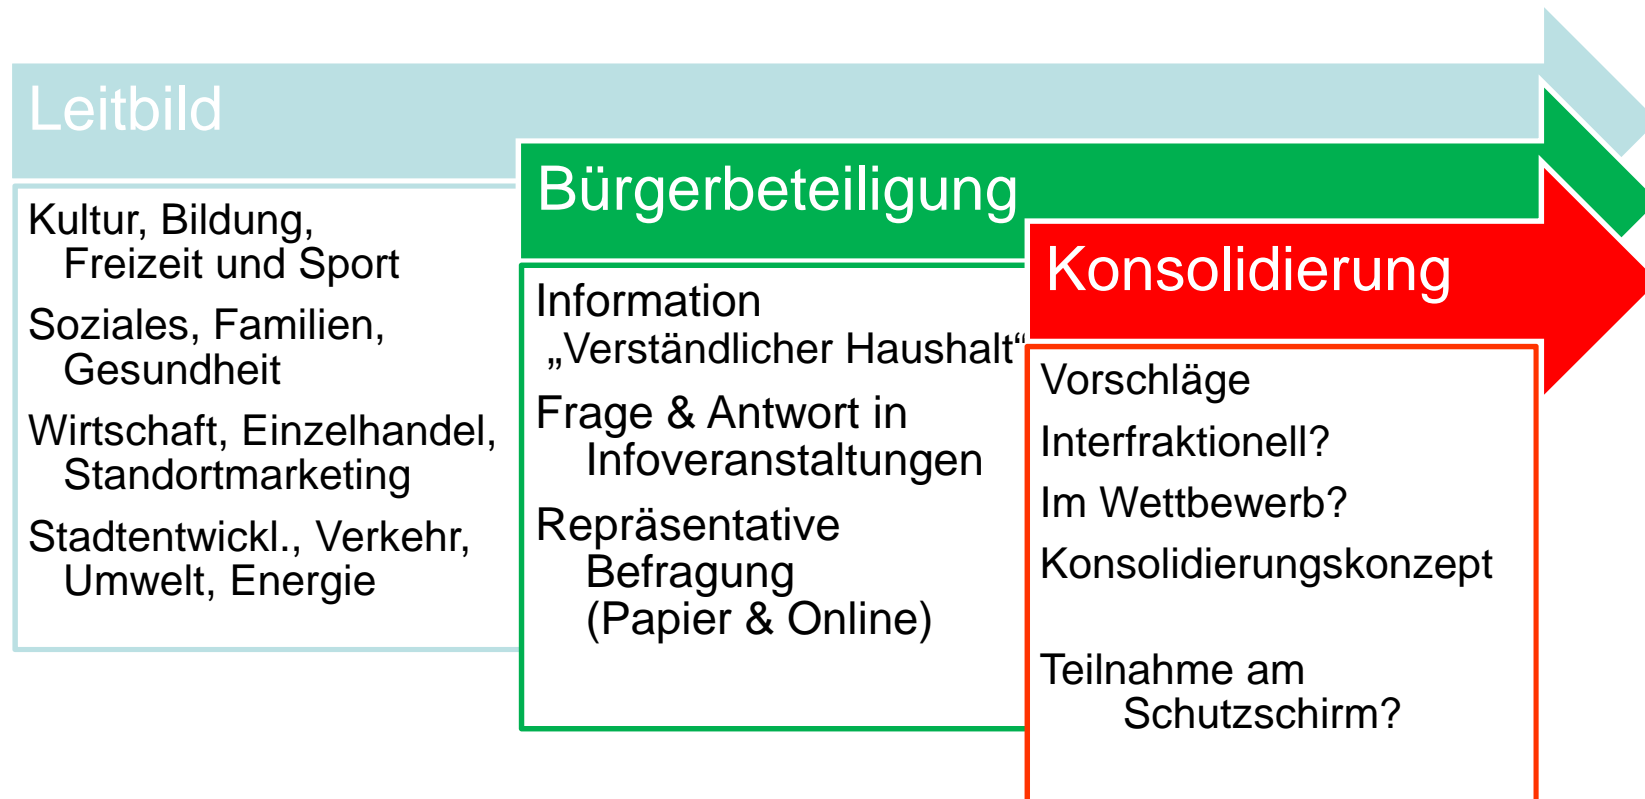 Leitbild
Kultur, Bildung,
Freizeit und Sport
Soziales, Familien,
Gesundheit
Wirtschaft, Einzelhandel,
Standortmarketing
Stadtentwickl., Verkehr,
Umwelt, Energie
Bürgerbeteiligung
Information
„Verständlicher Haushalt“
Frage & Antwort in
Infoveranstaltungen
Repräsentative
Befragung
(Papier & Online)
Konsolidierung
Vorschläge
Interfraktionell?
Im Wettbewerb?
Konsolidierungskonzept
Teilnahme am
Schutzschirm?